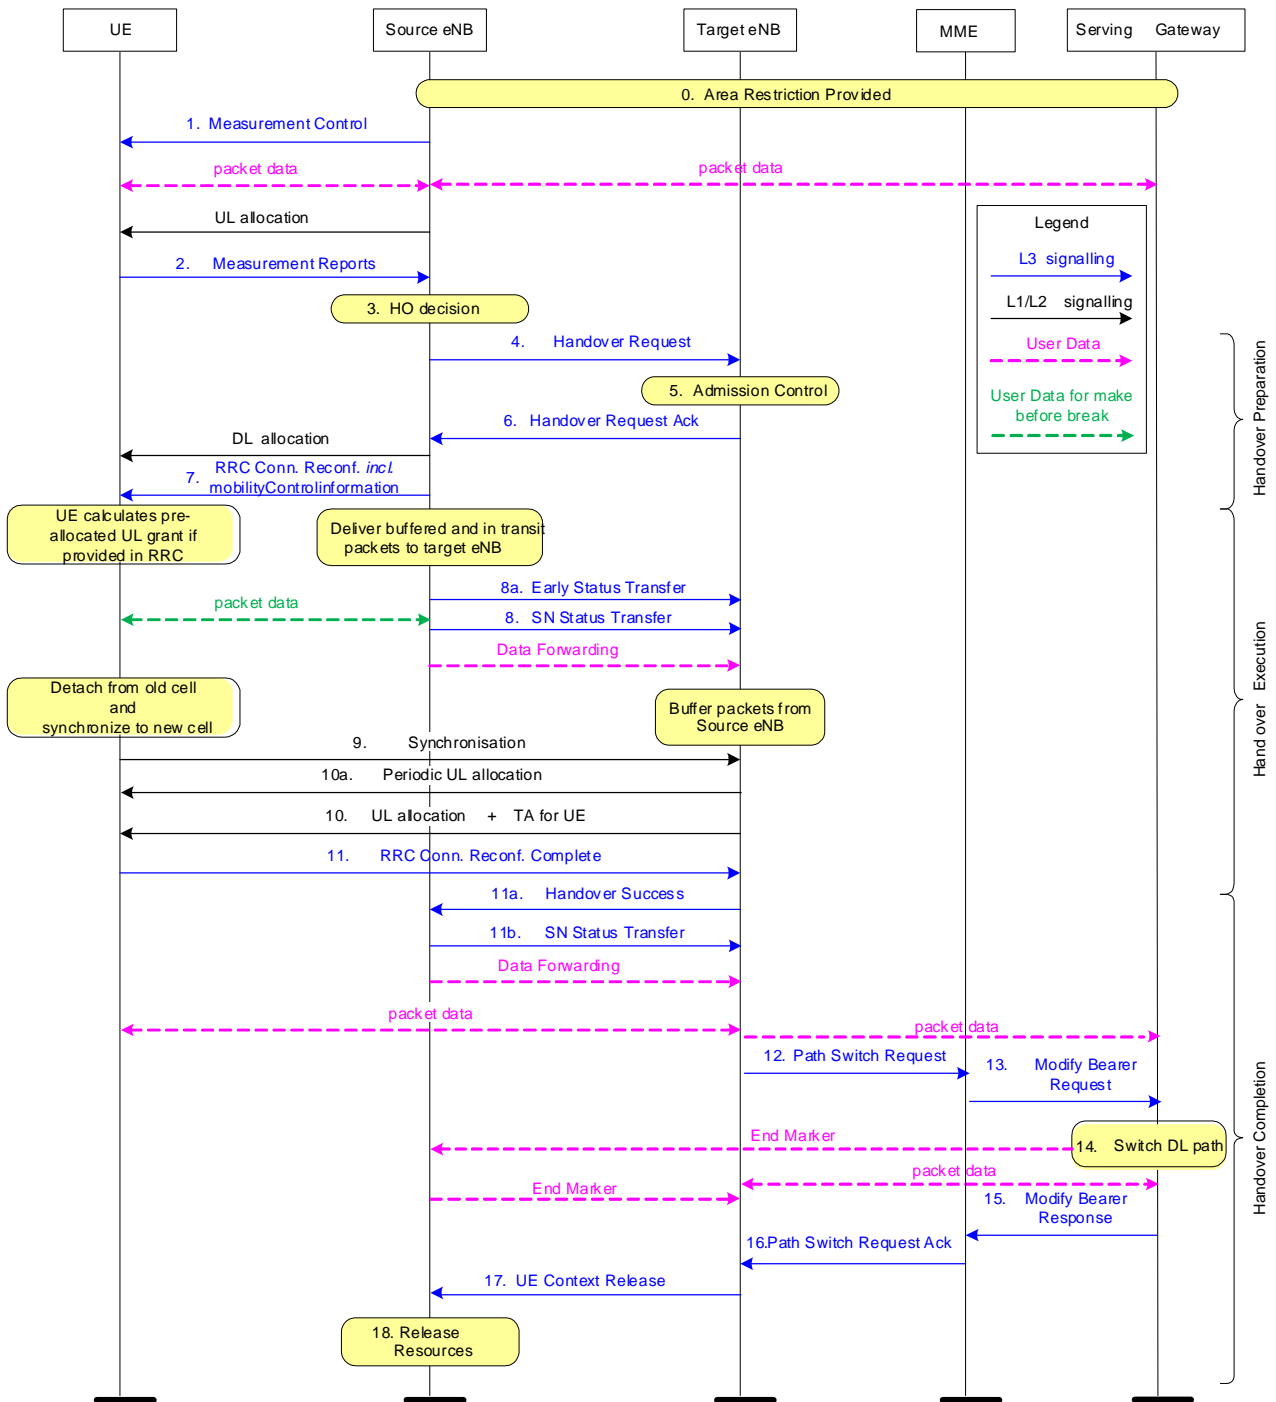 UE
Source eNB
Target eNB
MME
Serving Gateway
0. Area Restriction Provided
1. Measurement Control
packet data
packet data
UL allocation
Legend
L3 signalling
L1/L2 signalling
User Data
User Data for make
before break
2. Measurement Reports
3. HO decision
4. Handover Request
5. Admission Control
6. Handover Request Ack
DL allocation
7. RRC Conn. Reconf. incl.
mobilityControlinformation
Handover Preparation
UE calculates pre-
allocated UL grant if
provided in RRC
Deliver buffered and in transit
packets to target eNB
8a. Early Status Transfer
packet data
8. SN Status Transfer
Data Forwarding
Detach from old cell
and
synchronize to new cell
Buffer packets from
Source eNB
9. Synchronisation
10a. Periodic UL allocation
10. UL allocation + TA for UE
11. RRC Conn. Reconf. Complete
Hand over Execution
11a. Handover Success
11b. SN Status Transfer
Data Forwarding
packet data
packet data
12. Path Switch Request
13. Modify Bearer
Request
End Marker
14. Switch DL path
packet data
End Marker
15. Modify Bearer
Response
16.Path Switch Request Ack
17. UE Context Release
18. Release
Resources
Handover Completion